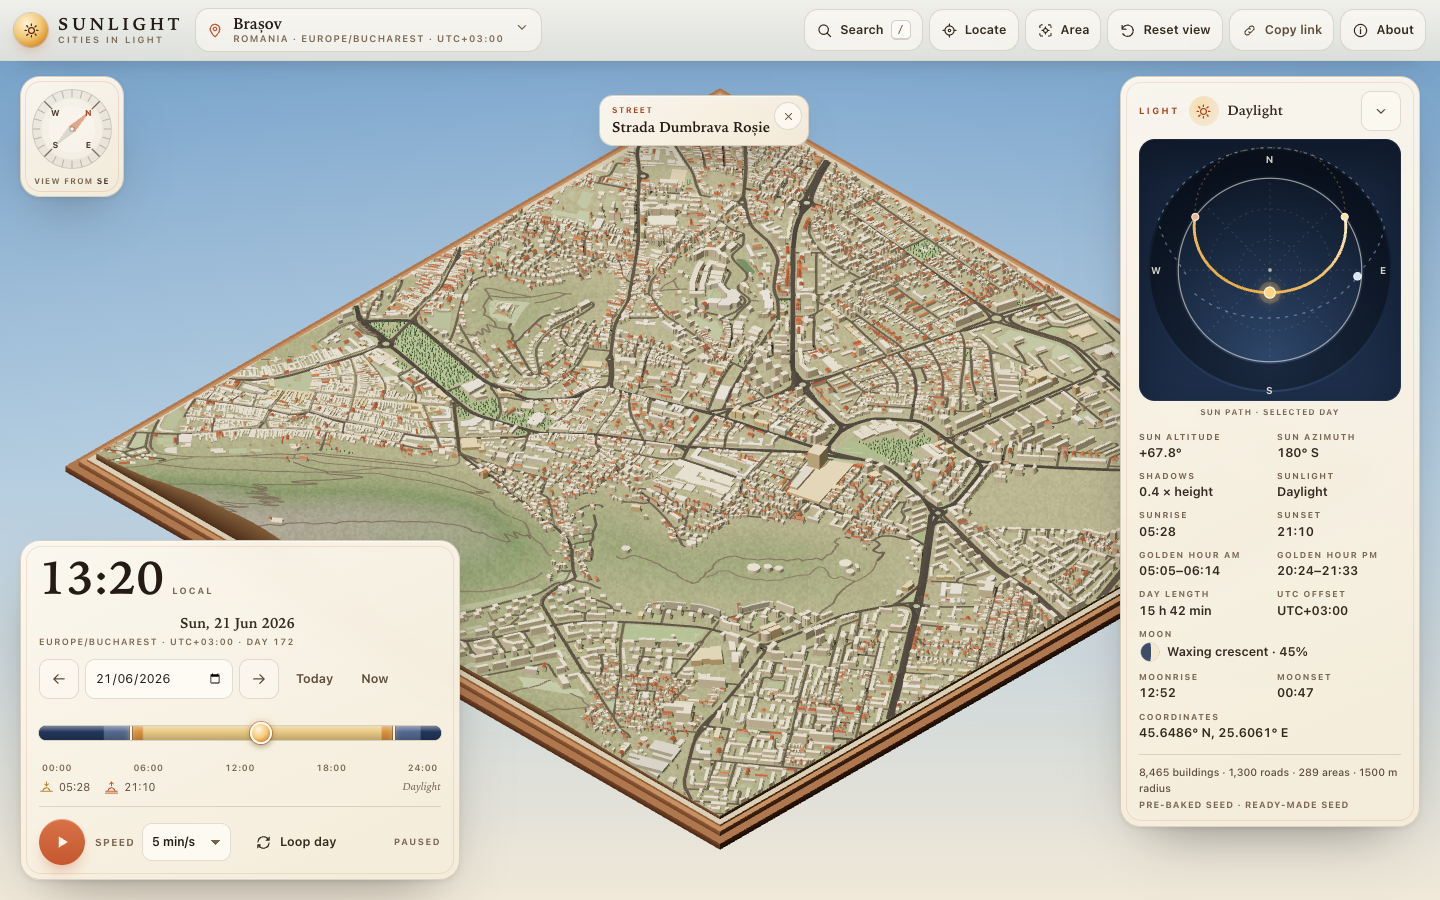 SUNLIGHT
CITIES IN LIGHT
Brașov
ROMÂNIA · EUROPE/BUCHAREST · UTC+03:00
Search /
Locate
Area
Reset view
Copy link
About
N
W
S
E
VIEW FROM SE
STREET
Strada Dumbrava Roșie
LIGHT
Daylight
N
W
E
S
SUN PATH · SELECTED DAY
SUN ALTITUDE
+67.8°
SUN AZIMUTH
180° S
SHADOWS
0.4 × height
SUNLIGHT
Daylight
SUNRISE
05:28
SUNSET
21:10
GOLDEN HOUR AM
05:05–06:14
GOLDEN HOUR PM
20:24–21:33
DAY LENGTH
15 h 42 min
UTC OFFSET
UTC+03:00
MOON
Waxing crescent · 45%
MOONRISE
12:52
MOONSET
00:47
COORDINATES
45.6486° N, 25.6061° E
8,465 buildings · 1,300 roads · 289 areas · 1500 m
radius
PRE-BAKED SEED · READY-MADE SEED
13:20 LOCAL
Sun, 21 Jun 2026
EUROPE/BUCHAREST · UTC+03:00 · DAY 172
21/06/2026
Today
Now
00:00 06:00 12:00 18:00 24:00
05:28 21:10 Daylight
SPEED 5 min/s Loop day PAUSED